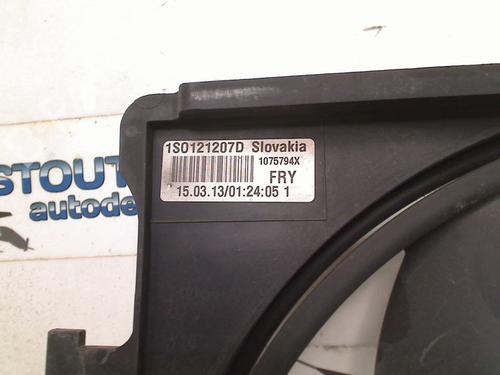 1S0121207D Slovakia
1075794X
FRY
15.03.13/01:24:05 1
STOUT
autode